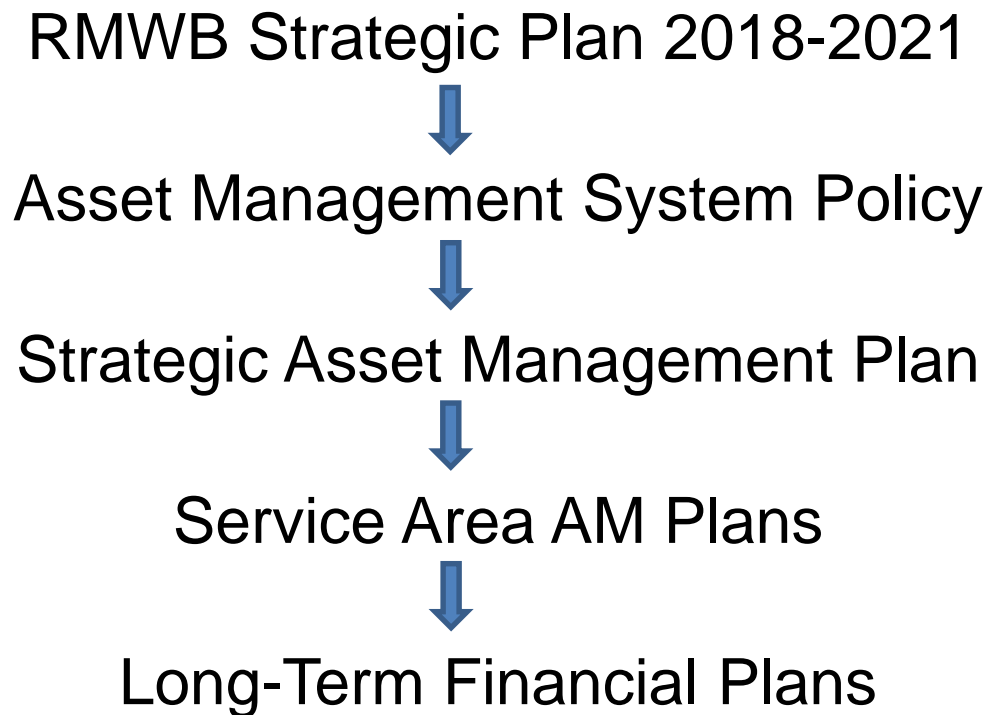 RMWB Strategic Plan 2018-2021
Asset Management System Policy
Strategic Asset Management Plan
Service Area AM Plans
Long-Term Financial Plans